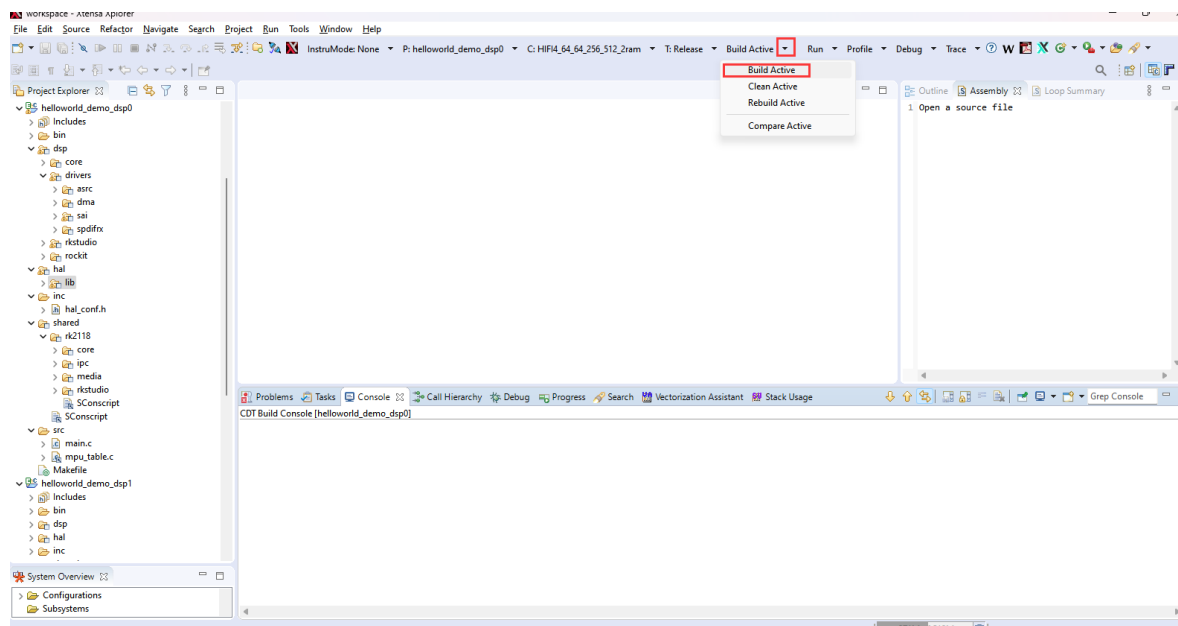 workspace - Xtensa Xplorer
File Edit Source Refactor Navigate Search Project Run Tools Window Help
InstruMode: None P: helloworld_demo_dsp0 C: HIFI4_64_64_256_512_2ram T: Release Build Active Run Profile Debug Trace
Build Active
Clean Active
Rebuild Active
Compare Active
Project Explorer
helloworld_demo_dsp0
Includes
bin
dsp
core
drivers
asrc
dma
sai
spdifrx
rkstudio
rockit
hal
lib
inc
hal_conf.h
shared
rk2118
core
ipc
media
rkstudio
SConscript
SConscript
src
main.c
mpu_table.c
Makefile
helloworld_demo_dsp1
Includes
bin
dsp
hal
inc
System Overview
Configurations
Subsystems
Outline Assembly Loop Summary
1 Open a source file
Problems Tasks Console Call Hierarchy Debug Progress Search Vectorization Assistant Stack Usage Grep Console
CDT Build Console [helloworld_demo_dsp0]